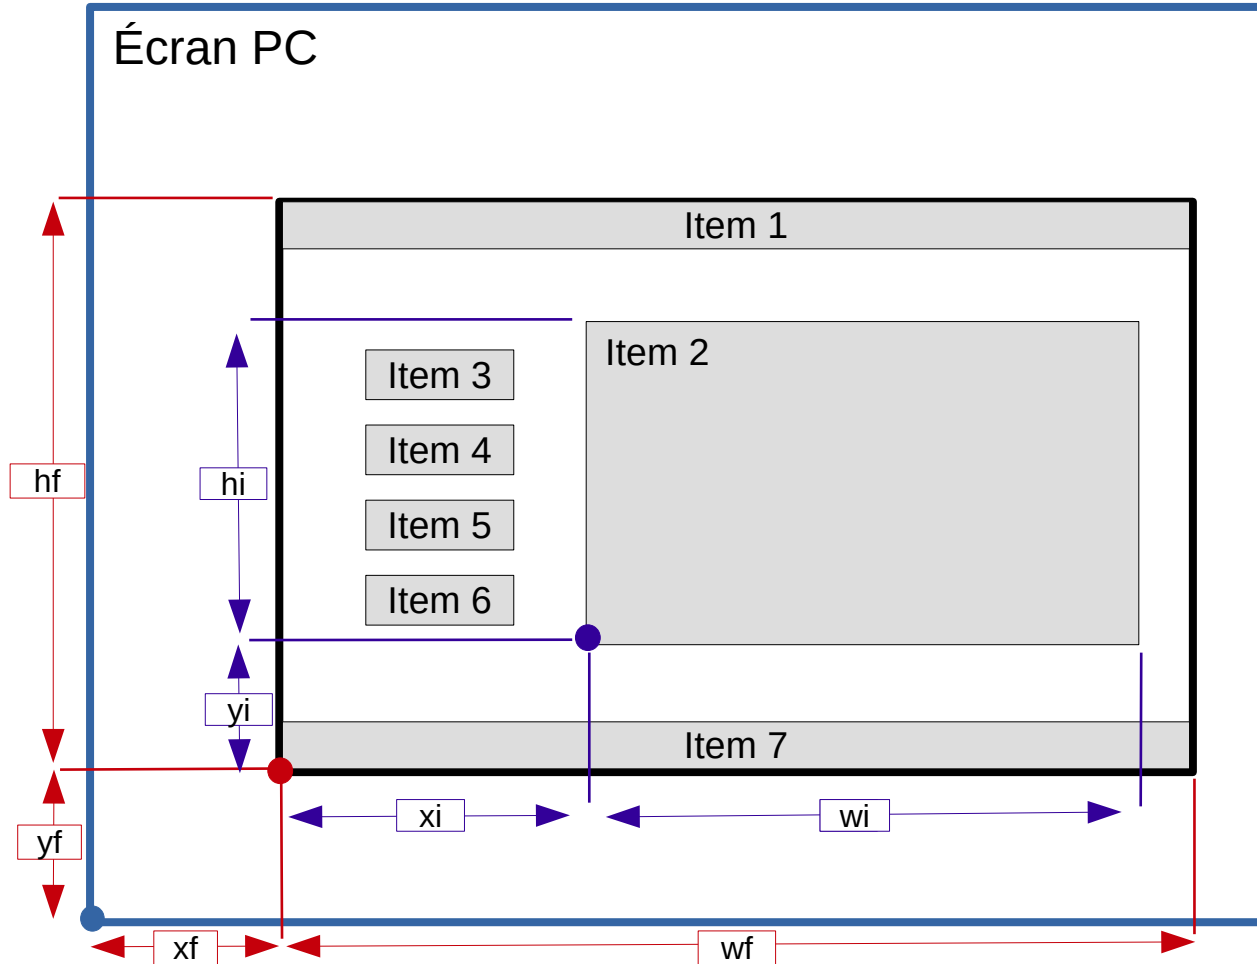 Écran PC
Item 1
Item 2
Item 3
Item 4
hf
hi
Item 5
Item 6
yi
Item 7
xi
wi
yf
xf
wf